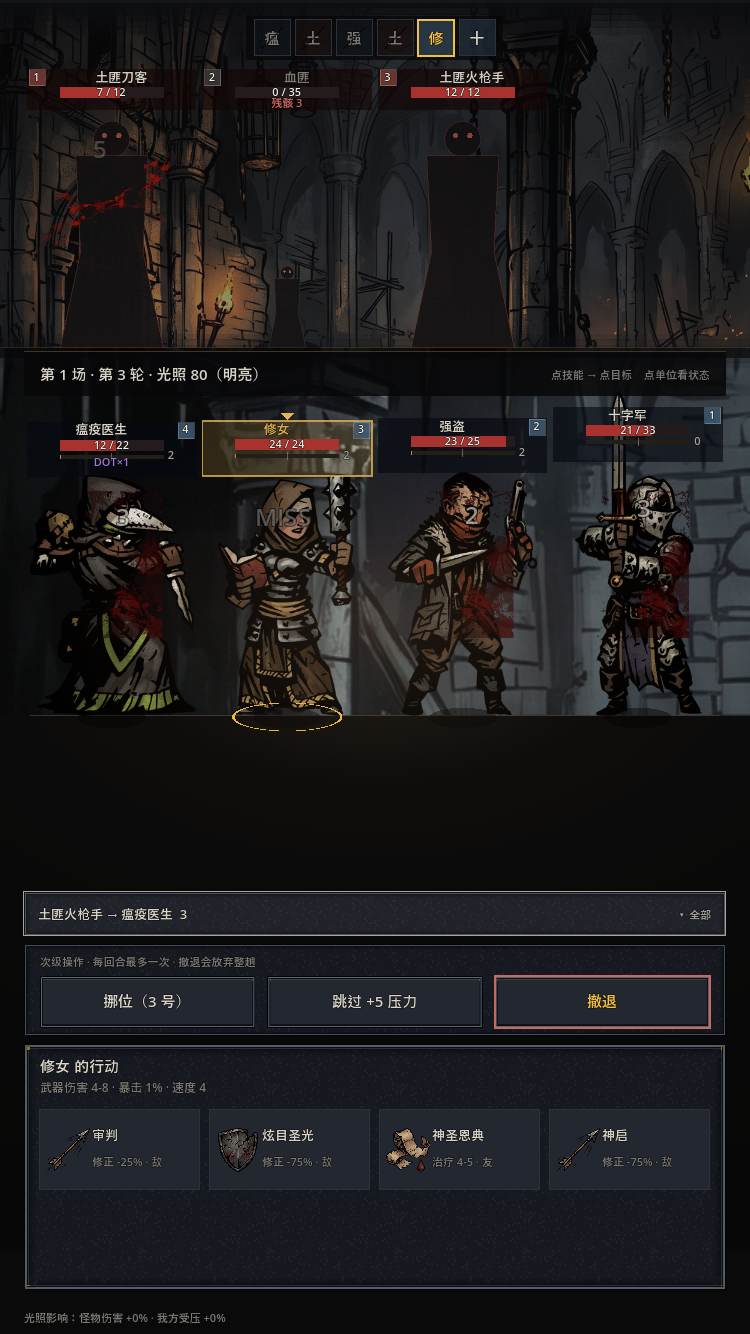 瘟 土 强 土 修 十
1 土匪刀客 2 血匪 3 土匪火枪手
7 / 12 0 / 35 12 / 12
残骸 3
5
第 1 场 · 第 3 轮 · 光照 80（明亮） 点技能 → 点目标 点单位看状态
瘟疫医生 4 修女 3 强盗 2 十字军 1
12 / 22 2 24 / 24 2 23 / 25 2 21 / 33 0
DOT×1
3 MISS 2
土匪火枪手 → 瘟疫医生 3 全部
次级操作 · 每回合最多一次 · 撤退会放弃整趟
挪位（3 号） 跳过 +5 压力 撤退
修女 的行动
武器伤害 4-8 · 暴击 1% · 速度 4
审判 炫目圣光 神圣恩典 神启
修正 -25% · 敌 修正 -75% · 敌 治疗 4-5 · 友 修正 -75% · 敌
光照影响：怪物伤害 +0% · 我方受压 +0%